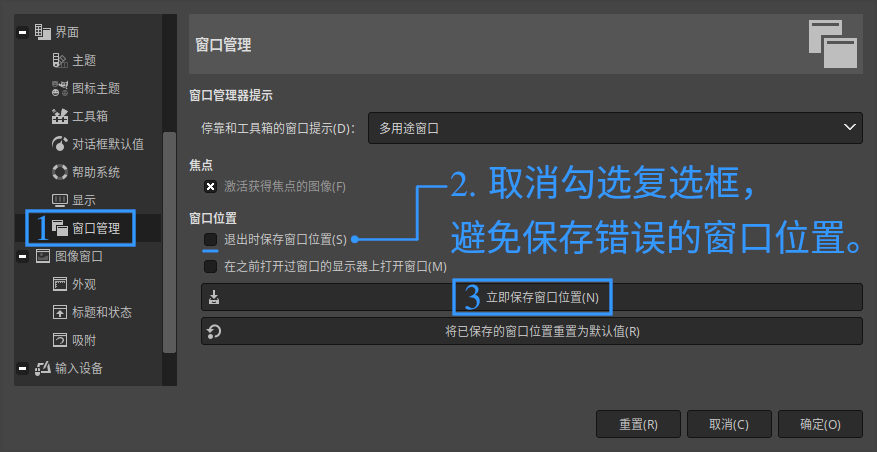 界面
主题
图标主题
工具箱
对话框默认值
帮助系统
显示
1 窗口管理
图像窗口
外观
标题和状态
吸附
输入设备
窗口管理
窗口管理器提示
停靠和工具箱的窗口提示(D): 多用途窗口
焦点
激活获得焦点的图像(F)
2. 取消勾选复选框，
避免保存错误的窗口位置。
窗口位置
退出时保存窗口位置(S)
在之前打开过窗口的显示器上打开窗口(M)
3 立即保存窗口位置(N)
将已保存的窗口位置重置为默认值(R)
重置(R) 取消(C) 确定(O)